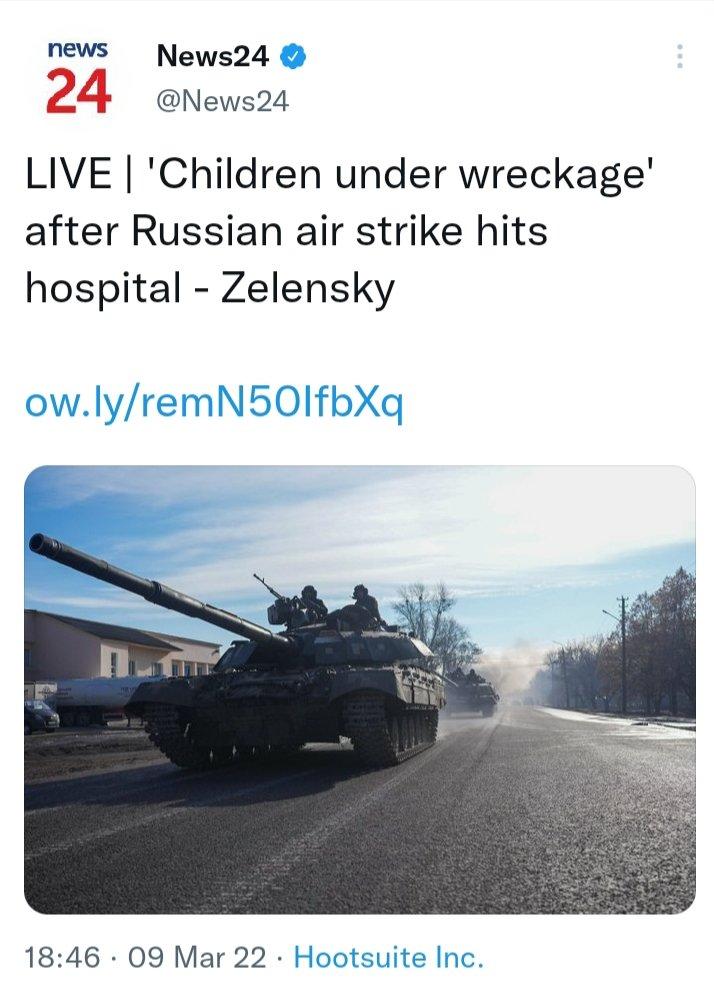 news
24
News24
@News24
LIVE | 'Children under wreckage'
after Russian air strike hits
hospital - Zelensky
ow.ly/remN50IfbXq
18:46 · 09 Mar 22 · Hootsuite Inc.